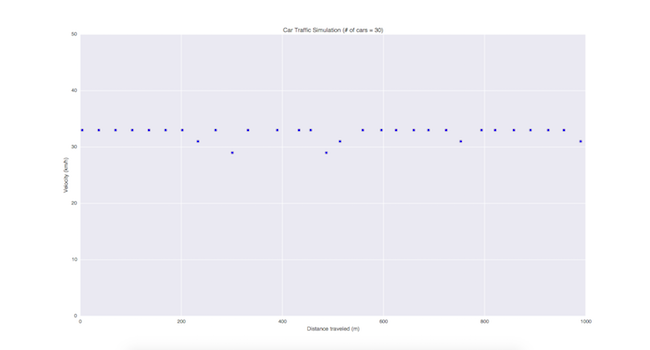 Car Traffic Simulation (# of cars = 30)
50
40
30
20
10
0
Velocity (km/h)
0 200 400 600 800 1000
Distance traveled (m)